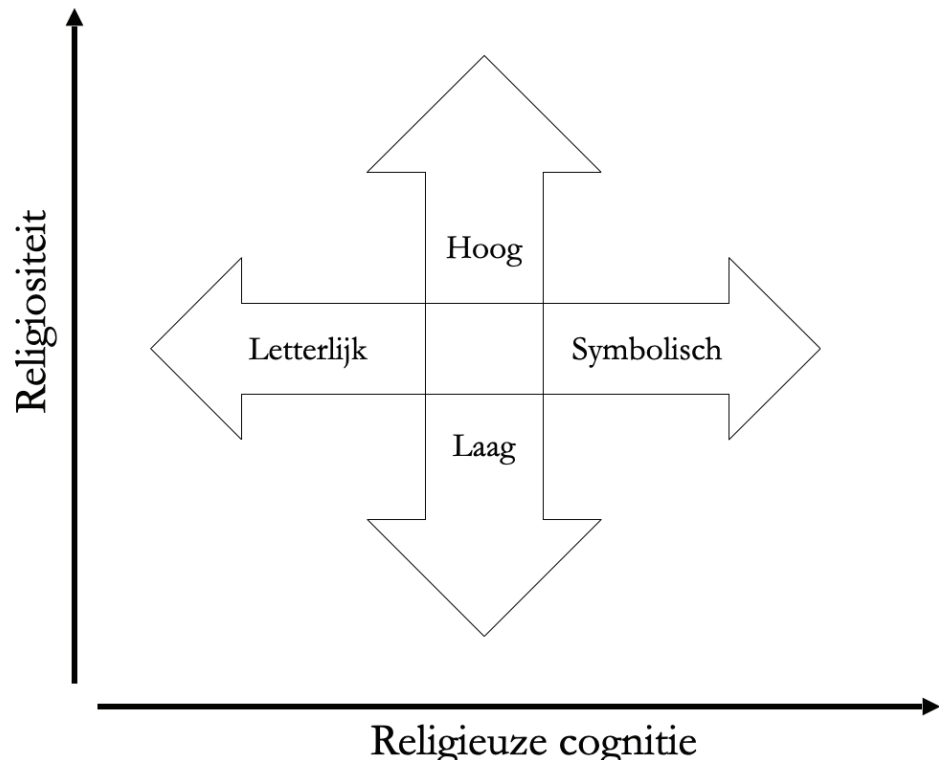 Religiositeit
Hoog
Letterlijk
Symbolisch
Laag
Religieuze cognitie